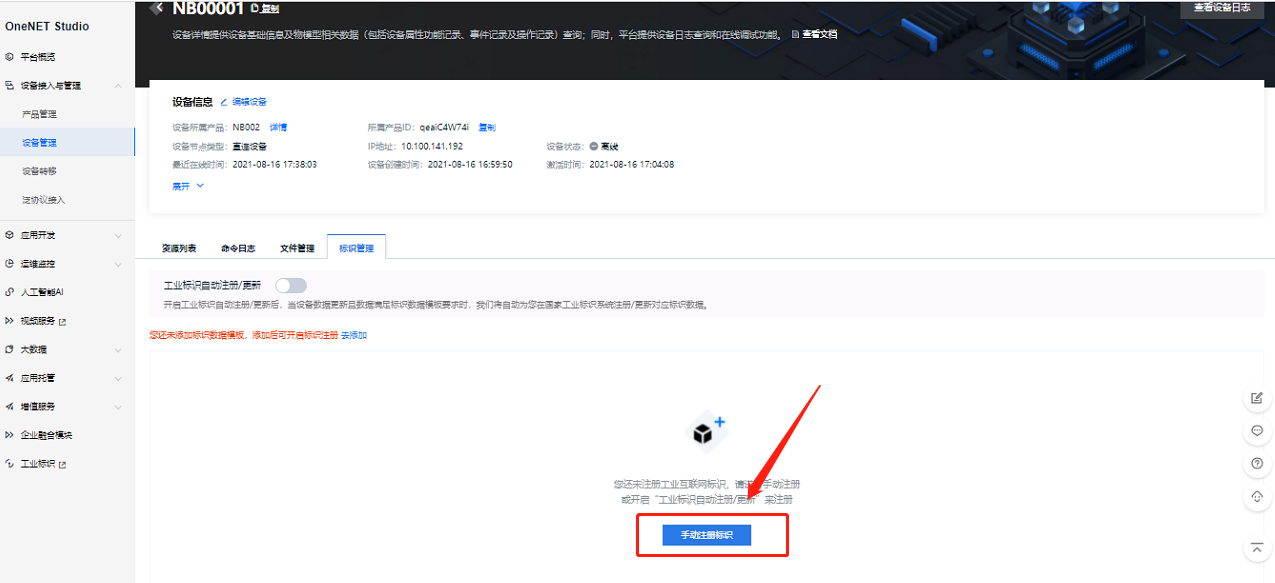 OneNET Studio
平台概览
设备接入与管理
产品管理
设备管理
设备转移
泛协议接入
应用开发
运维监控
人工智能AI
视频服务
大数据
应用托管
增值服务
企业融合模块
工业标识
NB00001 复制
查看设备日志
设备详情提供设备基础信息及物模型相关数据（包括设备属性功能记录、事件记录及操作记录）查询；同时，平台提供设备日志查询和在线调试功能。 查看文档
设备信息 编辑设备
设备所属产品： NB002 详情 所属产品ID： qeaiC4W74i 复制
设备节点类型： 直连设备 IP地址： 10.100.141.192 设备状态： 离线
最近在线时间： 2021-08-16 17:38:03 设备创建时间： 2021-08-16 16:59:50 激活时间： 2021-08-16 17:04:08
展开
资源列表 命令日志 文件管理 标识管理
工业标识自动注册/更新
开启工业标识自动注册/更新后，当设备数据更新且数据满足标识数据模板要求时，我们将自动为您在国家工业标识系统注册/更新对应标识数据。
您还未添加标识数据模板，添加后可开启标识注册 去添加
您还未注册工业互联网标识，请 手动注册
或开启“工业标识自动注册/更新”来注册
手动注册标识